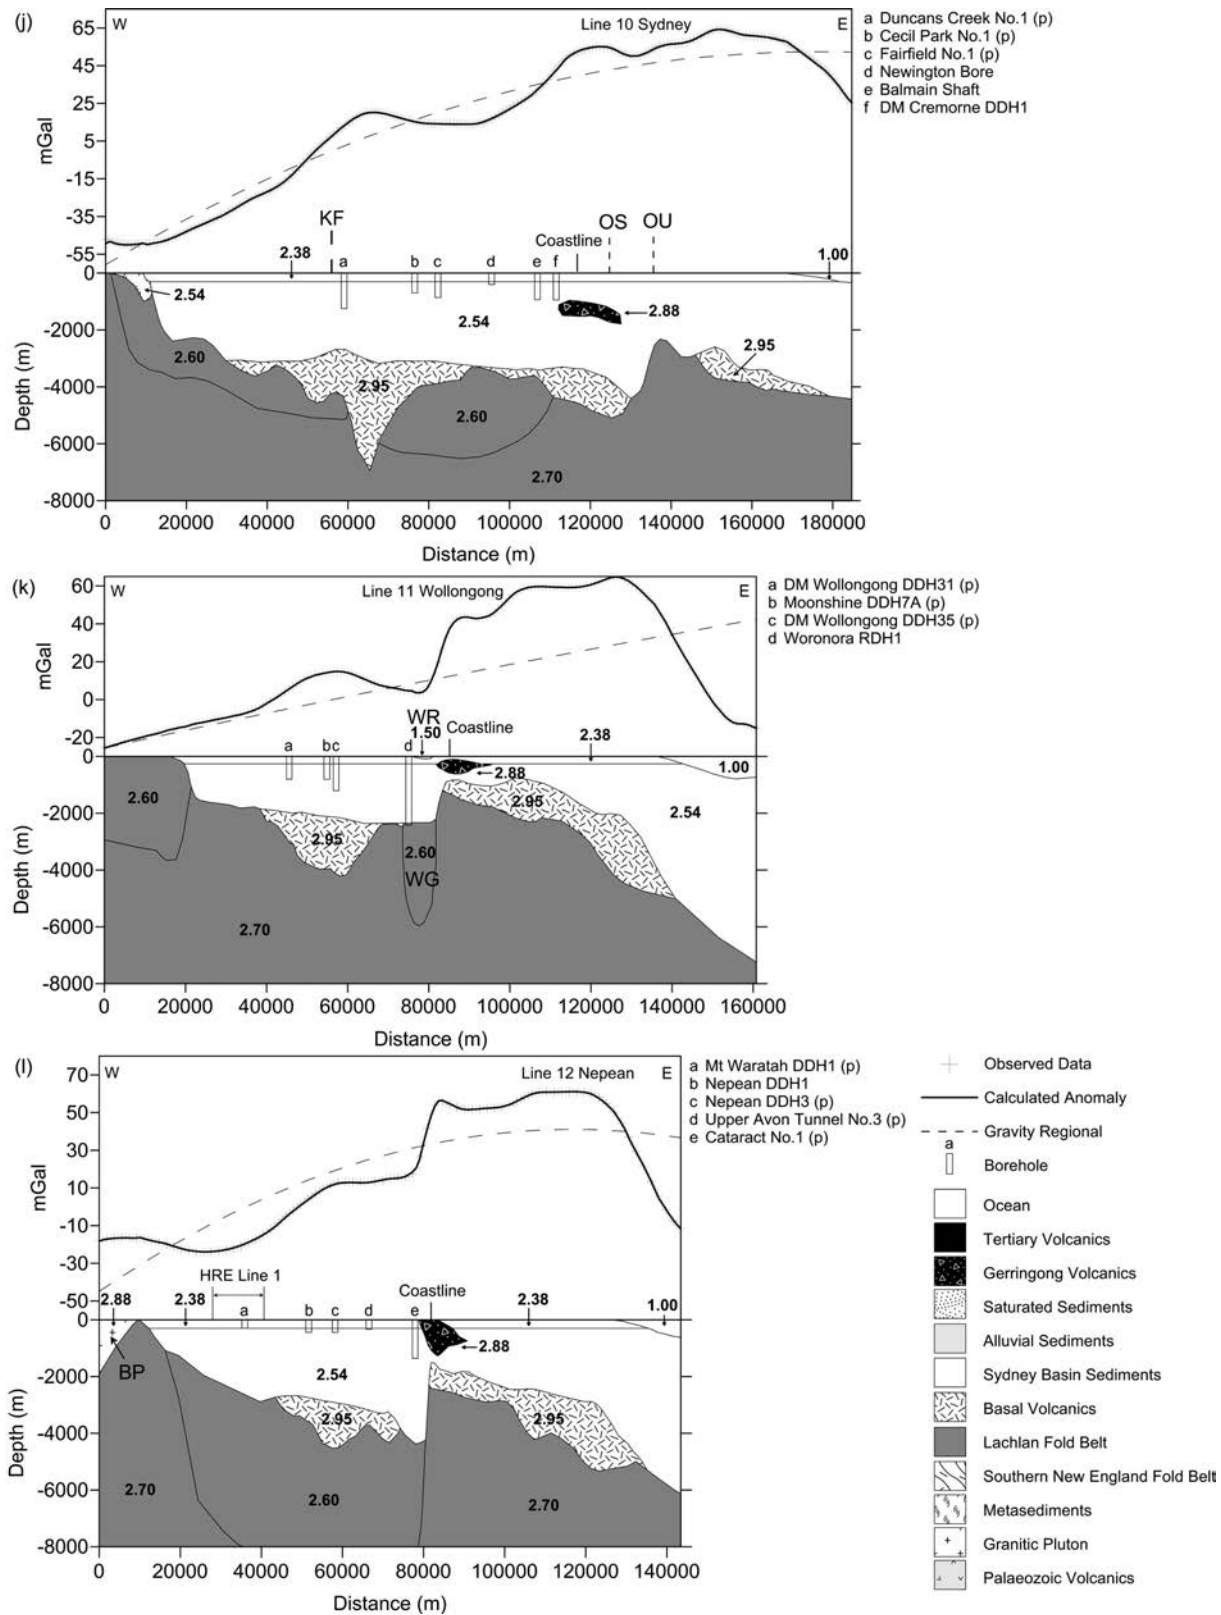 (j)
W
Line 10 Sydney
E
a Duncans Creek No.1 (p)
b Cecil Park No.1 (p)
c Fairfield No.1 (p)
d Newington Bore
e Balmain Shaft
f DM Cremorne DDH1
mGal
65
45
25
5
-15
-35
-55
KF
Coastline
OS
OU
2.38
a
b
c
d
e
f
1.00
2.54
2.54
2.88
2.60
2.95
2.60
2.95
2.70
Depth (m)
0
-2000
-4000
-6000
-8000
0 20000 40000 60000 80000 100000 120000 140000 160000 180000
Distance (m)
(k)
W
Line 11 Wollongong
E
a DM Wollongong DDH31 (p)
b Moonshine DDH7A (p)
c DM Wollongong DDH35 (p)
d Woronora RDH1
mGal
60
40
20
0
-20
WR
1.50
Coastline
2.38
a
b
c
d
2.88
1.00
2.60
2.95
2.95
2.54
2.60
WG
2.70
Depth (m)
0
-2000
-4000
-6000
-8000
0 20000 40000 60000 80000 100000 120000 140000 160000
Distance (m)
(l)
W
Line 12 Nepean
E
a Mt Waratah DDH1 (p)
b Nepean DDH1
c Nepean DDH3 (p)
d Upper Avon Tunnel No.3 (p)
e Cataract No.1 (p)
mGal
70
50
30
10
-10
-30
-50
HRE Line 1
Coastline
2.88
2.38
a
b
c
d
e
2.38
1.00
BP
2.88
2.54
2.95
2.95
2.70
2.60
2.70
Depth (m)
0
-2000
-4000
-6000
-8000
0 20000 40000 60000 80000 100000 120000 140000
Distance (m)
Observed Data
Calculated Anomaly
Gravity Regional
a
Borehole
Ocean
Tertiary Volcanics
Gerringong Volcanics
Saturated Sediments
Alluvial Sediments
Sydney Basin Sediments
Basal Volcanics
Lachlan Fold Belt
Southern New England Fold Belt
Metasediments
Granitic Pluton
Palaeozoic Volcanics